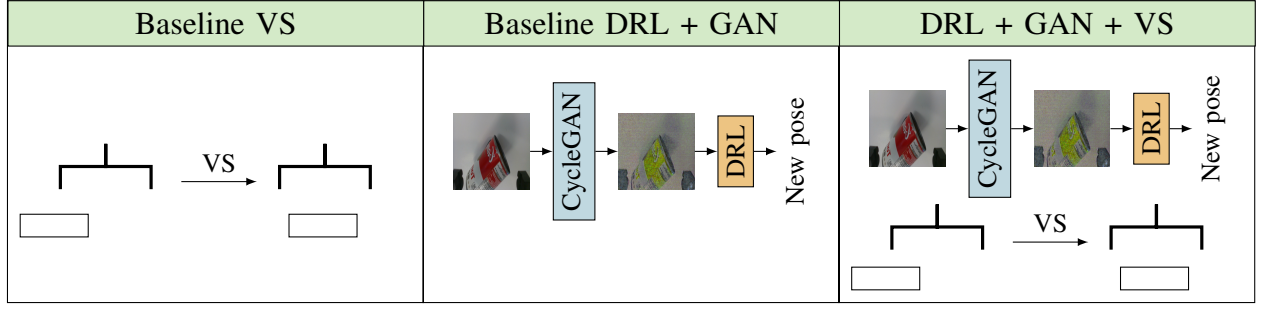 Baseline VS
Baseline DRL + GAN
DRL + GAN + VS
VS
CycleGAN
DRL
New pose
CycleGAN
DRL
New pose
VS